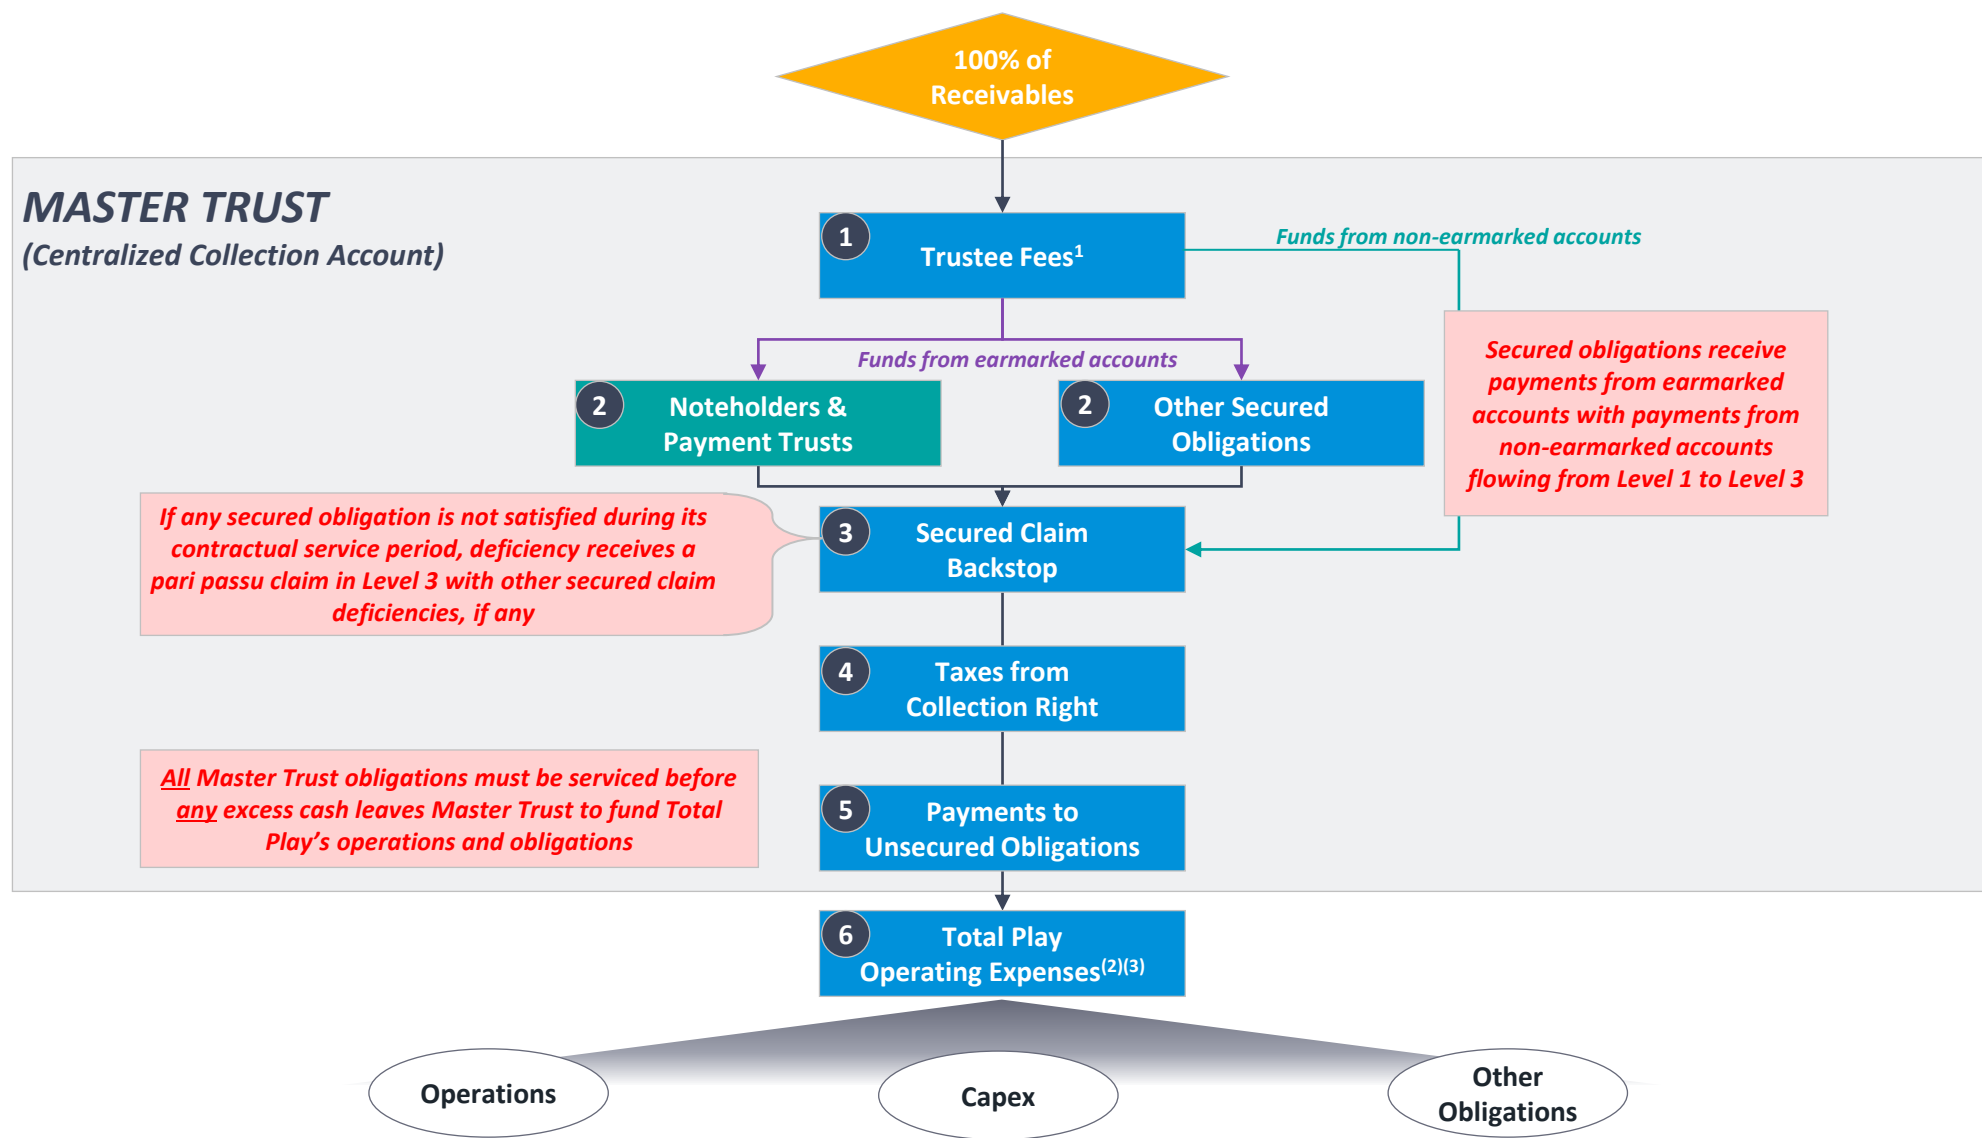 100% of
Receivables
MASTER TRUST
(Centralized Collection Account)
1
Trustee Fees1
Funds from non-earmarked accounts
Funds from earmarked accounts
2
Noteholders &
Payment Trusts
2
Other Secured
Obligations
Secured obligations receive
payments from earmarked
accounts with payments from
non-earmarked accounts
flowing from Level 1 to Level 3
If any secured obligation is not satisfied during its
contractual service period, deficiency receives a
pari passu claim in Level 3 with other secured claim
deficiencies, if any
3
Secured Claim
Backstop
4
Taxes from
Collection Right
All Master Trust obligations must be serviced before
any excess cash leaves Master Trust to fund Total
Play’s operations and obligations
5
Payments to
Unsecured Obligations
6
Total Play
Operating Expenses(2)(3)
Operations
Capex
Other
Obligations